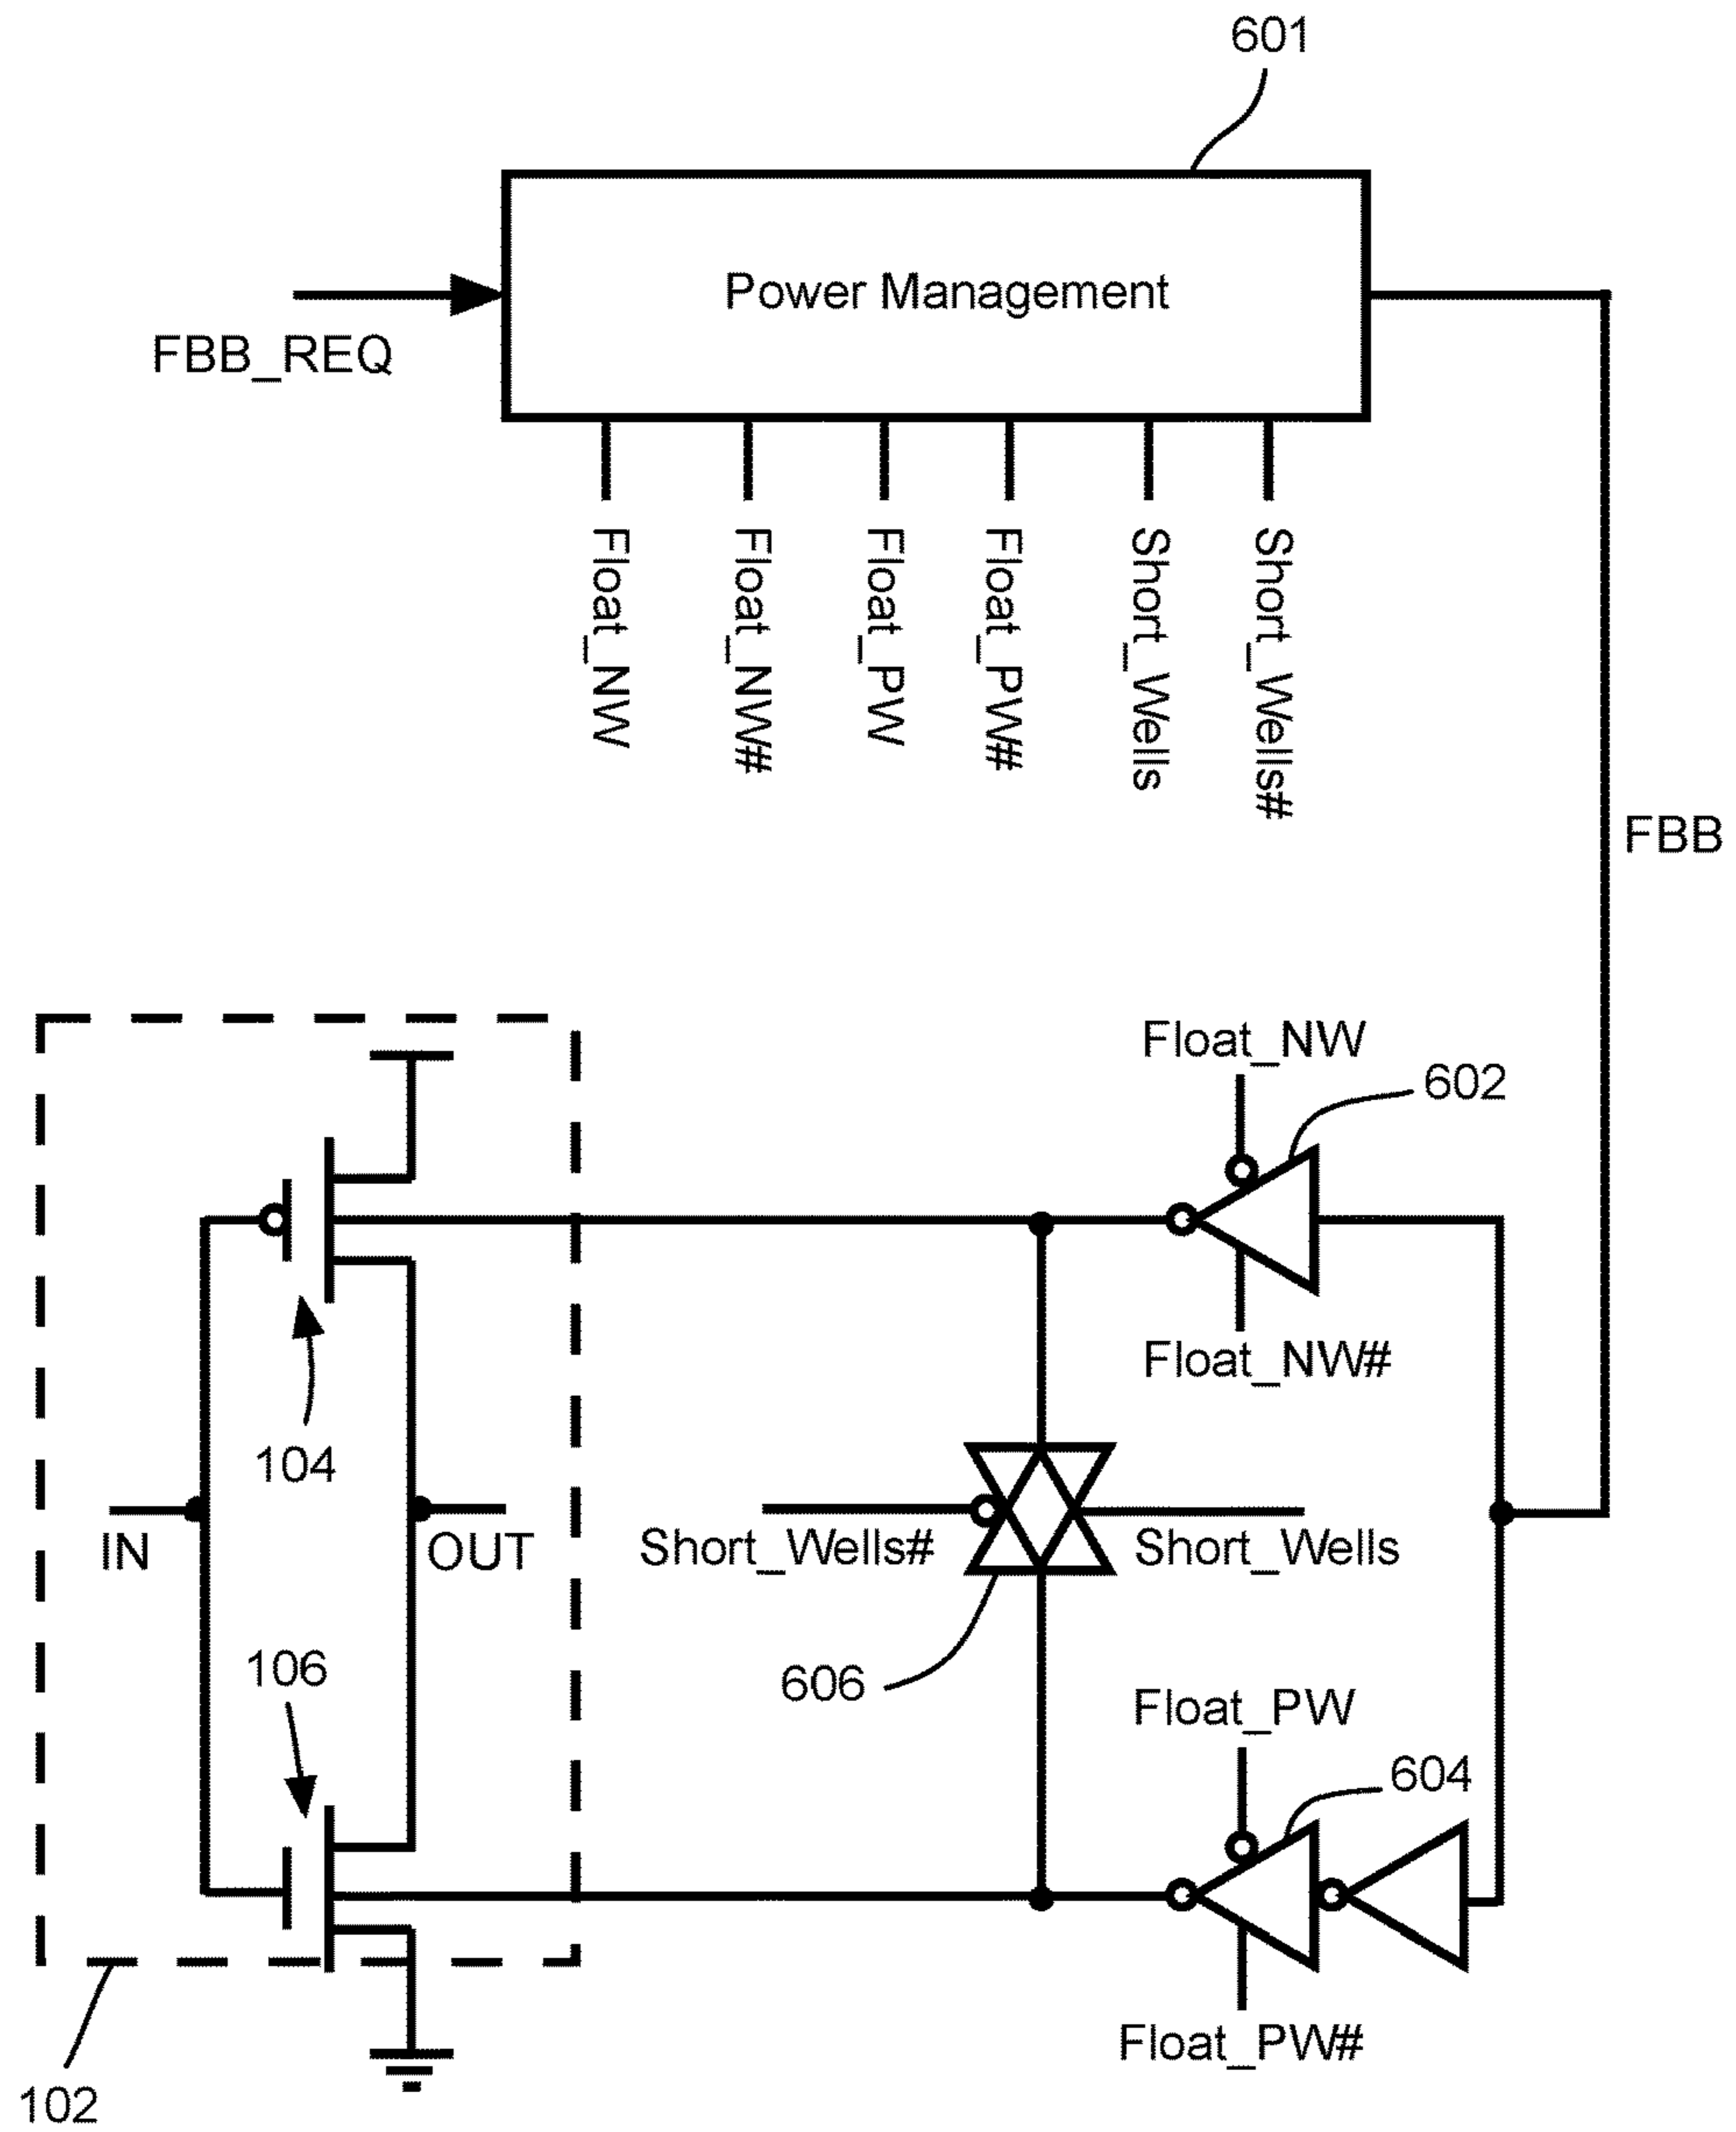 601
Power Management
FBB_REQ
Float_NW
Float_NW#
Float_PW
Float_PW#
Short_Wells
Short_Wells#
FBB
Float_NW
602
Float_NW#
104
IN
OUT
Short_Wells#
Short_Wells
106
606
Float_PW
604
Float_PW#
102